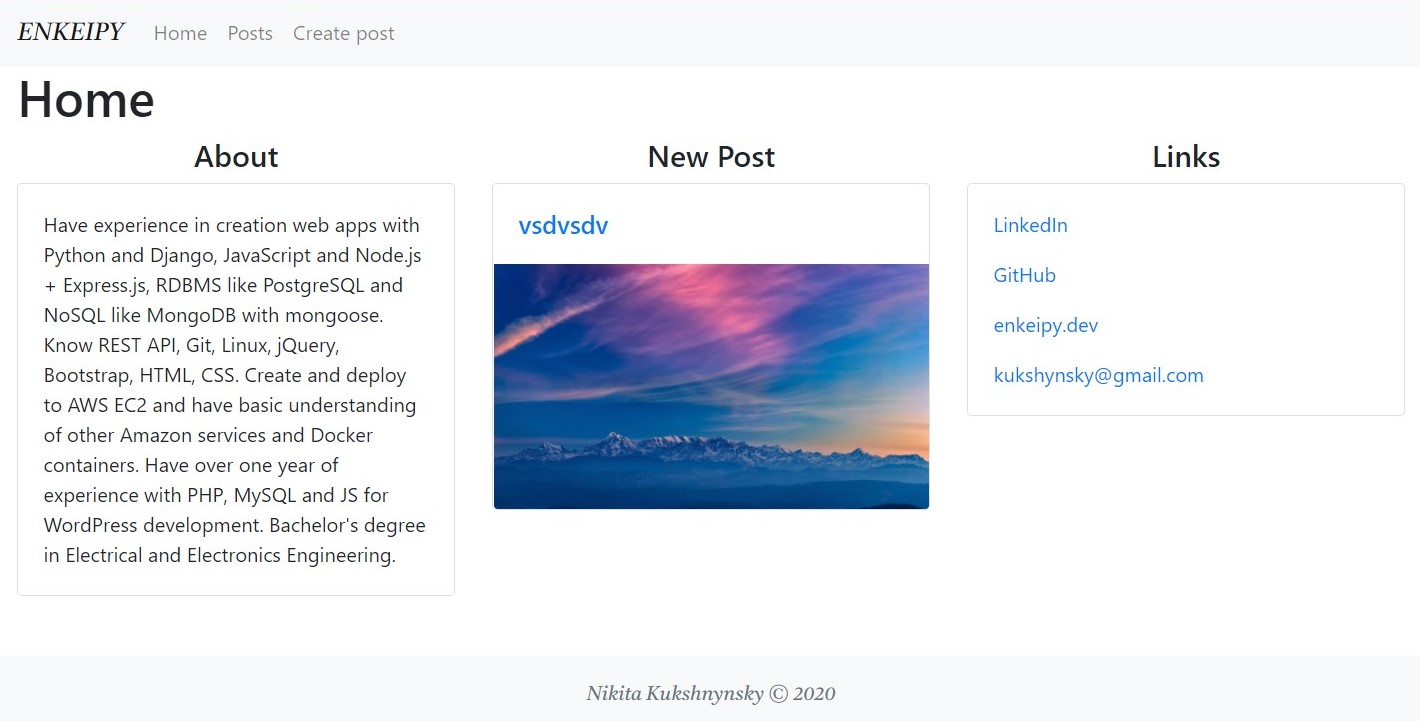 ENKEIPY Home Posts Create post
Home
About
Have experience in creation web apps with
Python and Django, JavaScript and Node.js
+ Express.js, RDBMS like PostgreSQL and
NoSQL like MongoDB with mongoose.
Know REST API, Git, Linux, jQuery,
Bootstrap, HTML, CSS. Create and deploy
to AWS EC2 and have basic understanding
of other Amazon services and Docker
containers. Have over one year of
experience with PHP, MySQL and JS for
WordPress development. Bachelor's degree
in Electrical and Electronics Engineering.
New Post
vsdvsdv
Links
LinkedIn
GitHub
enkeipy.dev
kukshynsky@gmail.com
Nikita Kukshnynsky © 2020